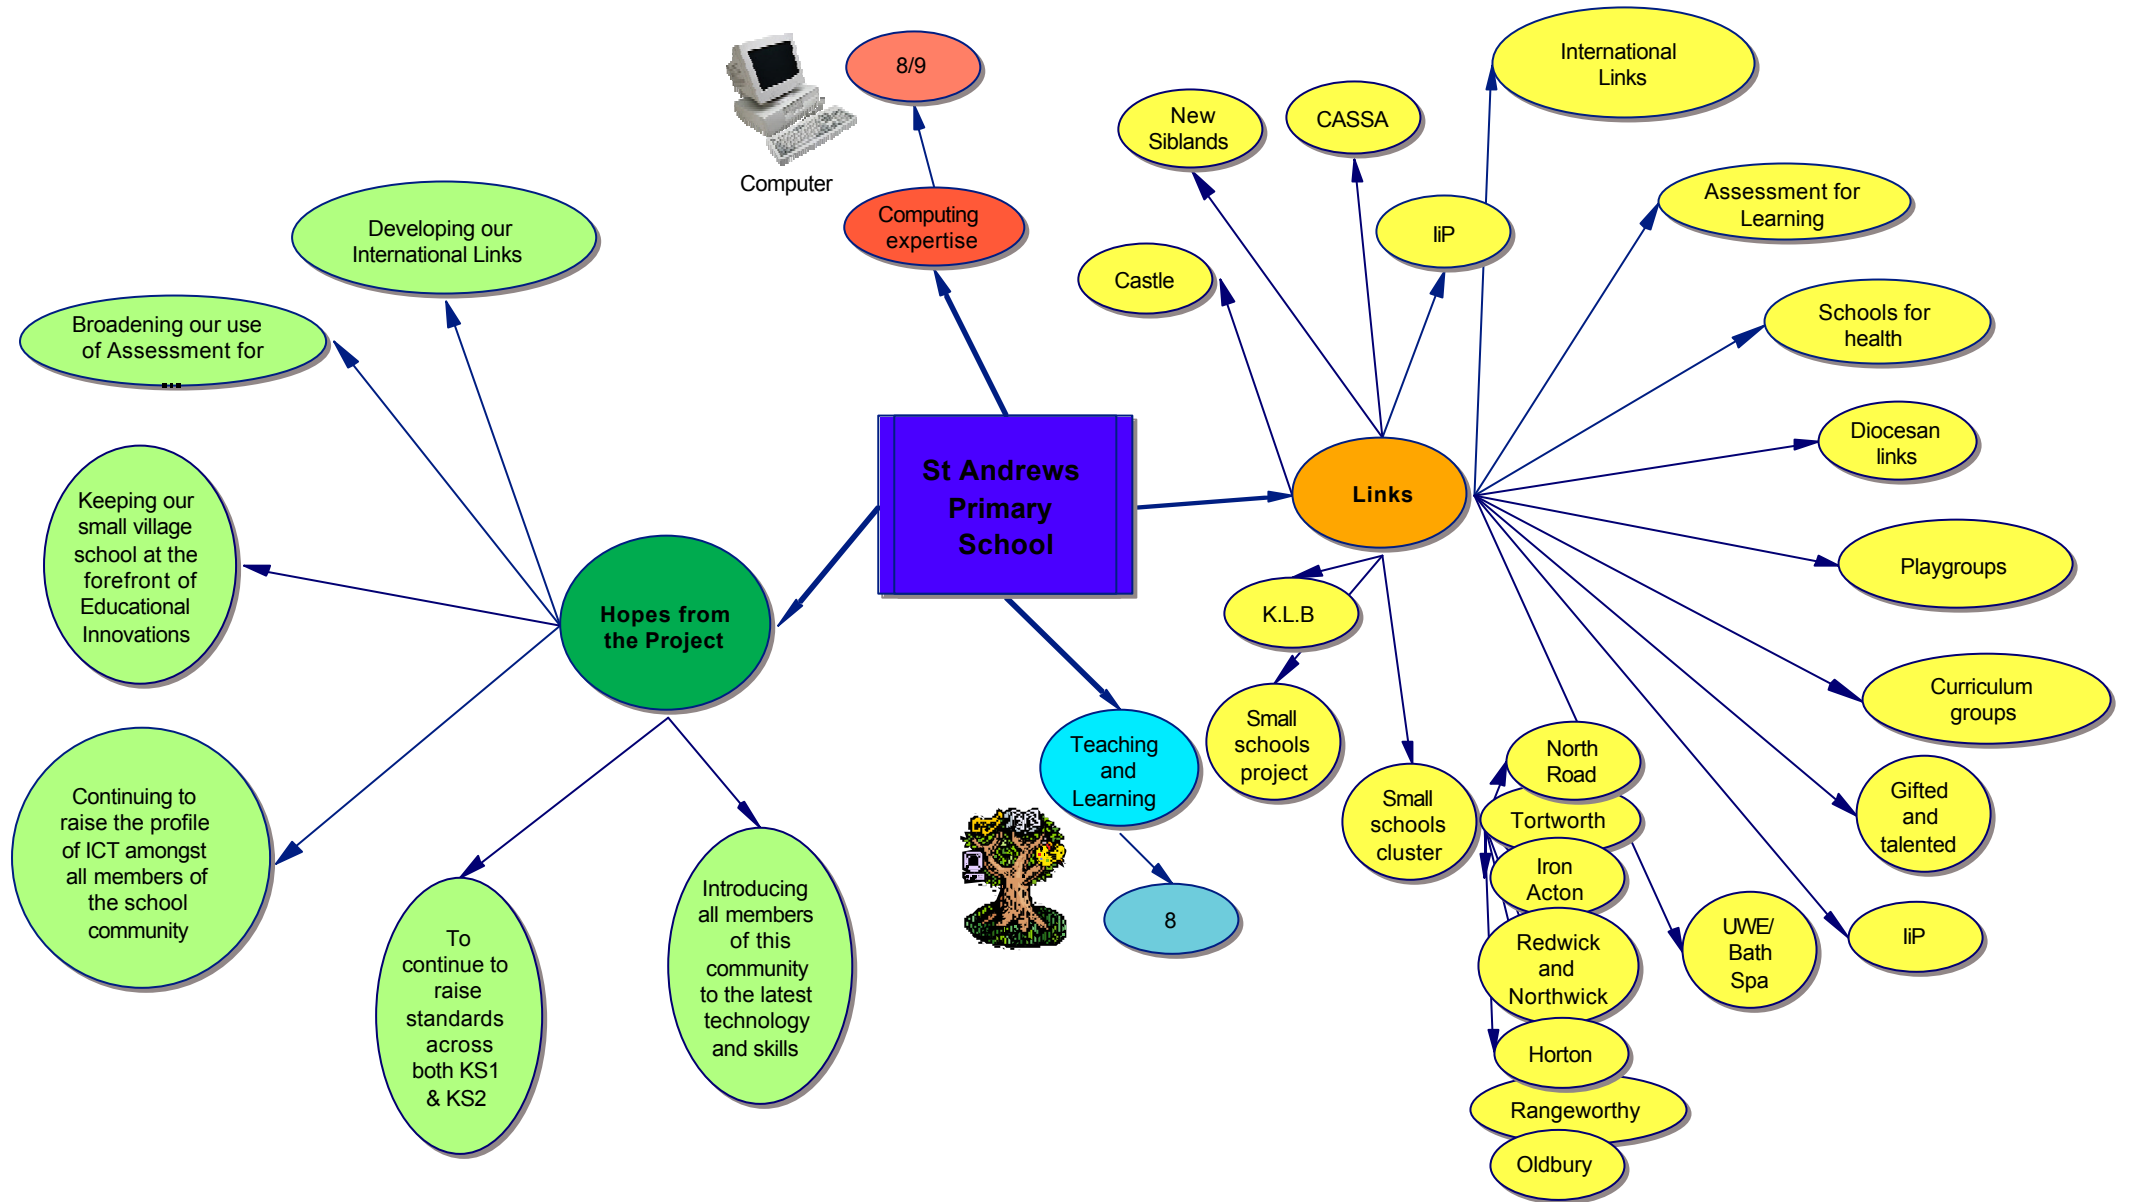 8/9
Computer
Computing
expertise
Developing our
International Links
Broadening our use
of Assessment for
...
Keeping our
small village
school at the
forefront of
Educational
Innovations
Continuing to
raise the profile
of ICT amongst
all members of
the school
community
To
continue to
raise
standards
across
both KS1
& KS2
Introducing
all members
of this
community
to the latest
technology
and skills
Hopes from
the Project
St Andrews
Primary
School
Teaching
and
Learning
8
Links
Castle
New
Siblands
CASSA
IiP
International
Links
Assessment for
Learning
Schools for
health
Diocesan
links
Playgroups
Curriculum
groups
Gifted
and
talented
IiP
UWE/
Bath
Spa
K.L.B
Small
schools
project
Small
schools
cluster
North
Road
Tortworth
Iron
Acton
Redwick
and
Northwick
Horton
Rangeworthy
Oldbury